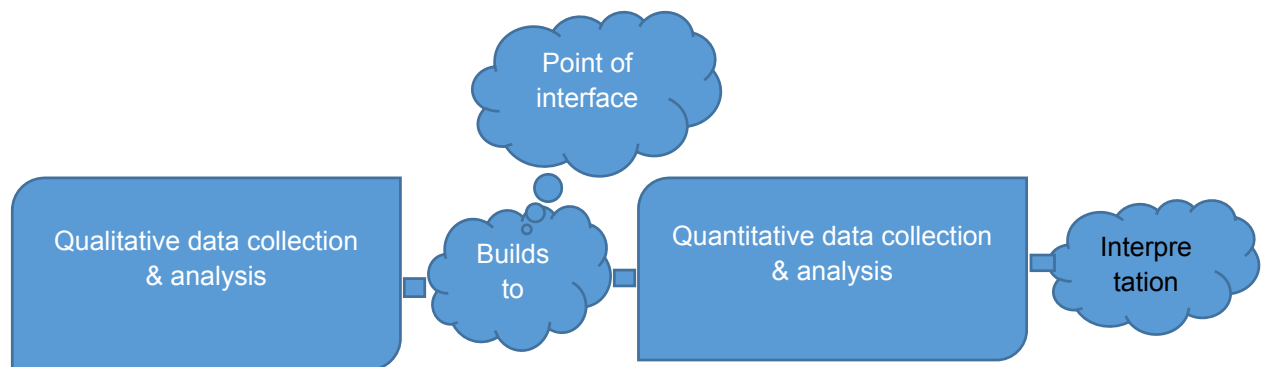 Point of
interface
Qualitative data collection
& analysis
Builds
to
Quantitative data collection
& analysis
Interpre
tation